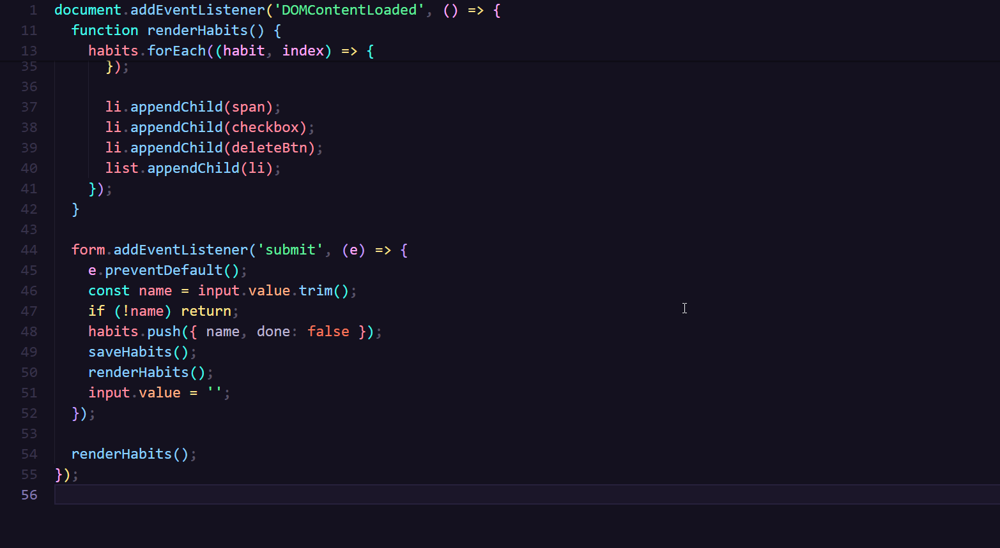 1 document.addEventListener('DOMContentLoaded', () => {
11 function renderHabits() {
13 habits.forEach((habit, index) => {
35 });
36
37 li.appendChild(span);
38 li.appendChild(checkbox);
39 li.appendChild(deleteBtn);
40 list.appendChild(li);
41 });
42 }
43
44 form.addEventListener('submit', (e) => {
45 e.preventDefault();
46 const name = input.value.trim();
47 if (!name) return;
48 habits.push({ name, done: false });
49 saveHabits();
50 renderHabits();
51 input.value = '';
52 });
53
54 renderHabits();
55 });
56